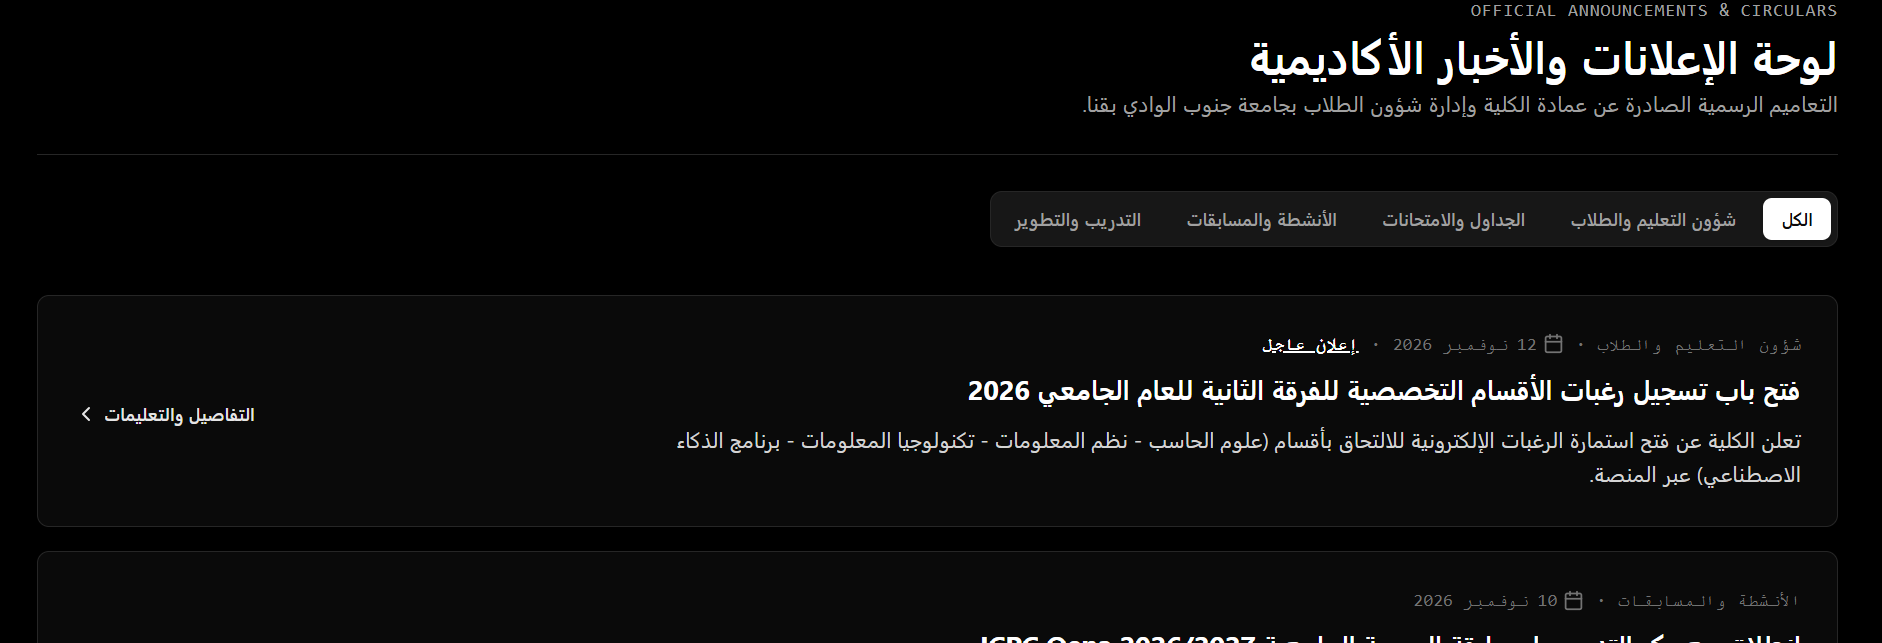 OFFICIAL ANNOUNCEMENTS & CIRCULARS
لوحة الإعلانات والأخبار الأكاديمية
التعاميم الرسمية الصادرة عن عمادة الكلية وإدارة شؤون الطلاب بجامعة جنوب الوادي بقنا.
الكل شؤون التعليم والطلاب الجداول والامتحانات الأنشطة والمسابقات التدريب والتطوير
شؤون التعليم والطلاب · 12 نوفمبر 2026 · إعلان عاجل
فتح باب تسجيل رغبات الأقسام التخصصية للفرقة الثانية للعام الجامعي 2026
تعلن الكلية عن فتح استمارة الرغبات الإلكترونية للالتحاق بأقسام (علوم الحاسب - نظم المعلومات - تكنولوجيا المعلومات - برنامج الذكاء
الاصطناعي) عبر المنصة.
التفاصيل والتعليمات
الأنشطة والمسابقات · 10 نوفمبر 2026